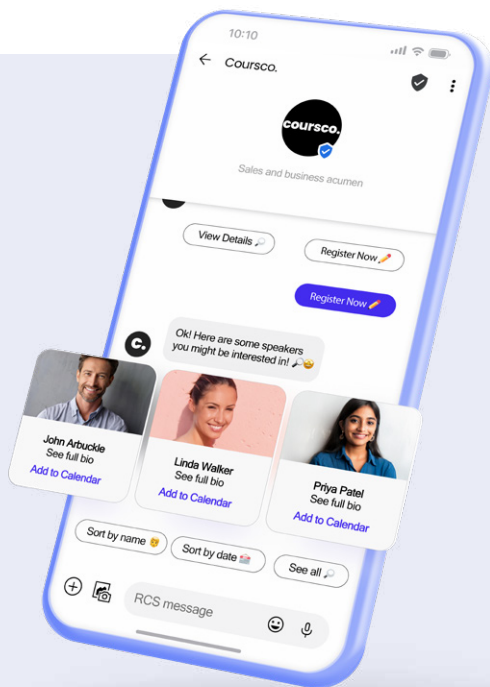 10:10
Coursco.
coursco.
Sales and business acumen
View Details 🔎
Register Now ✏️
Register Now ✏️
c.
Ok! Here are some speakers
you might be interested in! 🔎😍
John Arbuckle
See full bio
Add to Calendar
Linda Walker
See full bio
Add to Calendar
Priya Patel
See full bio
Add to Calendar
Sort by name
Sort by date 📅
See all 🔎
RCS message